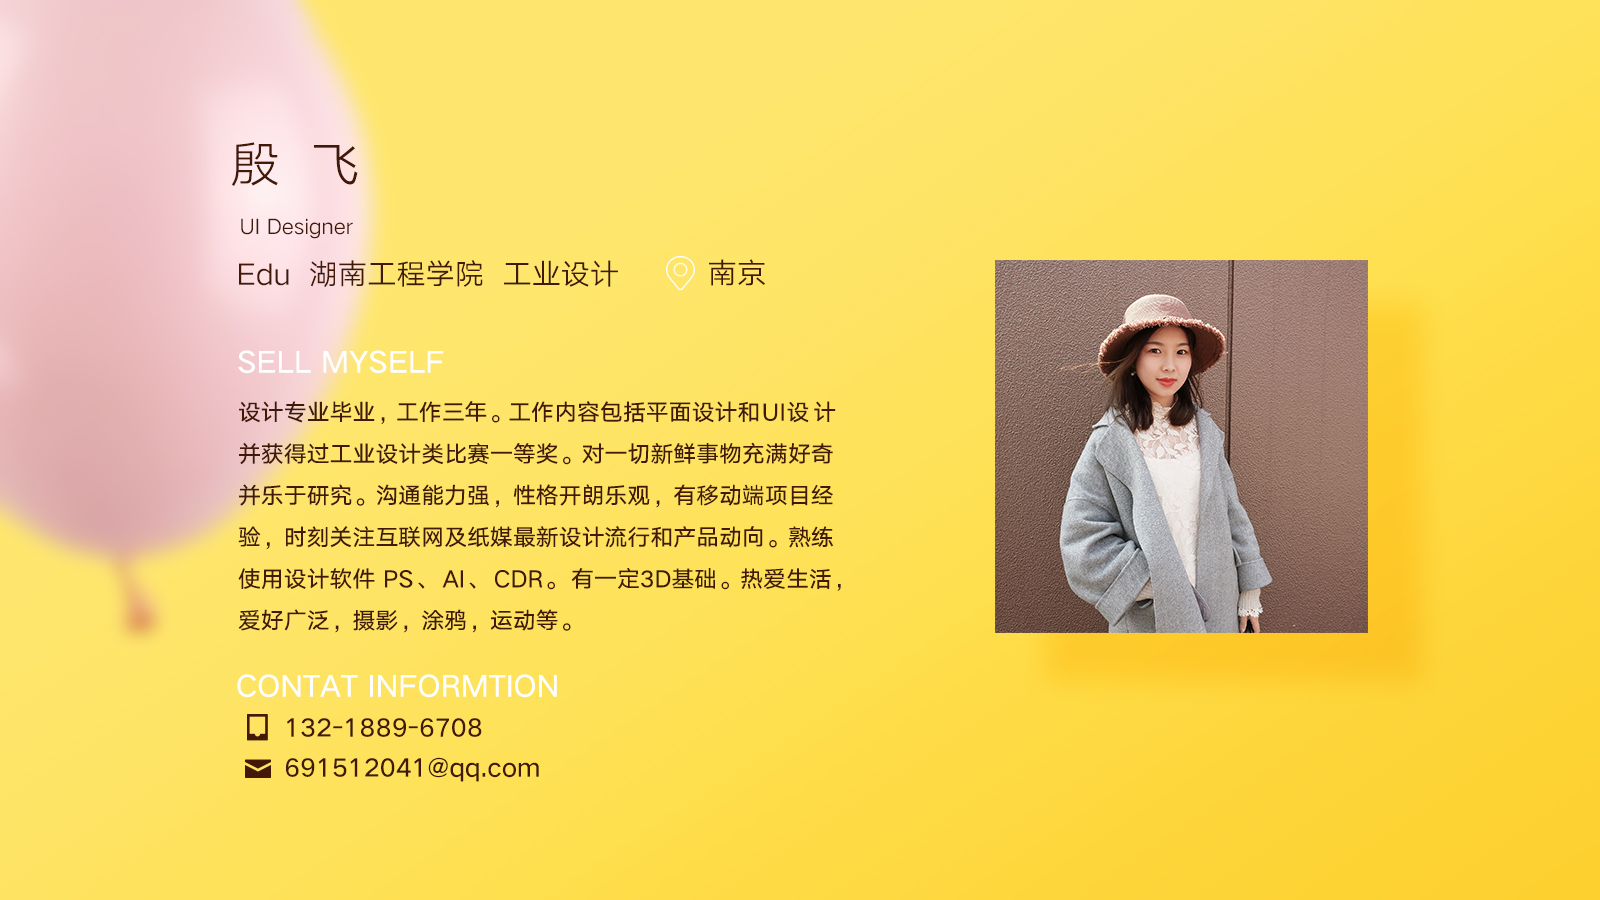 殷 飞
UI Designer
Edu 湖南工程学院 工业设计 南京
SELL MYSELF
设计专业毕业，工作三年。工作内容包括平面设计和UI设 计
并获得过工业设计类比赛一等奖。对一切新鲜事物充满好奇
并乐于研究。沟通能力强，性格开朗乐观，有移动端项目经
验，时刻关注互联网及纸媒最新设计流行和产品动向。熟练
使用设计软件 PS、AI、CDR。有一定3D基础。热爱生活，
爱好广泛，摄影，涂鸦，运动等。
CONTAT INFORMTION
132-1889-6708
691512041@qq.com